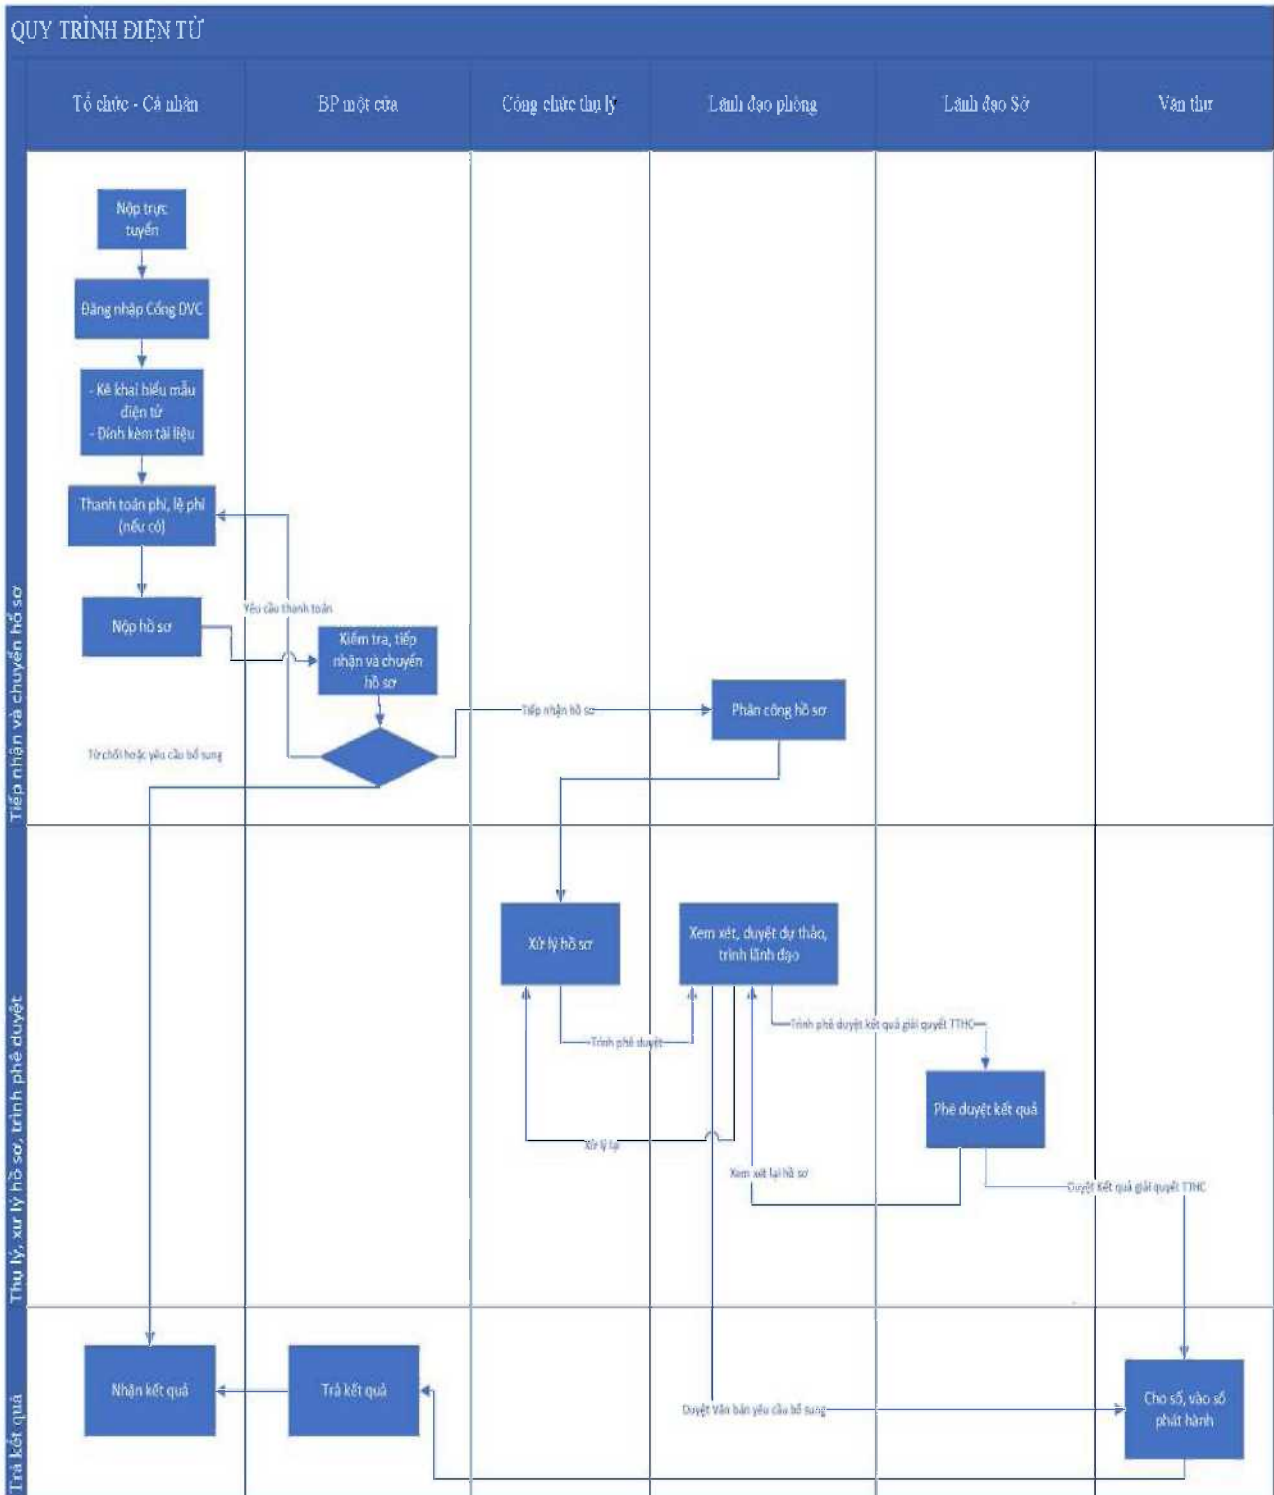 QUY TRÌNH ĐIỆN TỬ
Tổ chức - Cá nhân
BP một cửa
Công chức thụ lý
Lãnh đạo phòng
Lãnh đạo Sở
Văn thư
Tiếp nhận và chuyển hồ sơ
Nộp trực
tuyến
Đăng nhập Cổng DVC
- Kê khai biểu mẫu
điện tử
- Đính kèm tài liệu
Thanh toán phí, lệ phí
(nếu có)
Nộp hồ sơ
Yêu cầu thanh toán
Kiểm tra, tiếp
nhận và chuyển
hồ sơ
Tiếp nhận hồ sơ
Phân công hồ sơ
Từ chối hoặc yêu cầu bổ sung
Thụ lý, xử lý hồ sơ, trình phê duyệt
Xử lý hồ sơ
Xem xét, duyệt dự thảo,
trình lãnh đạo
Trình phê duyệt
Trình phê duyệt kết quả giải quyết TTHC
Phê duyệt kết quả
Xử lý lại
Xem xét lại hồ sơ
Duyệt Kết quả giải quyết TTHC
Trả kết quả
Nhận kết quả
Trả kết quả
Duyệt Văn bản yêu cầu bổ sung
Cho số, vào sổ
phát hành